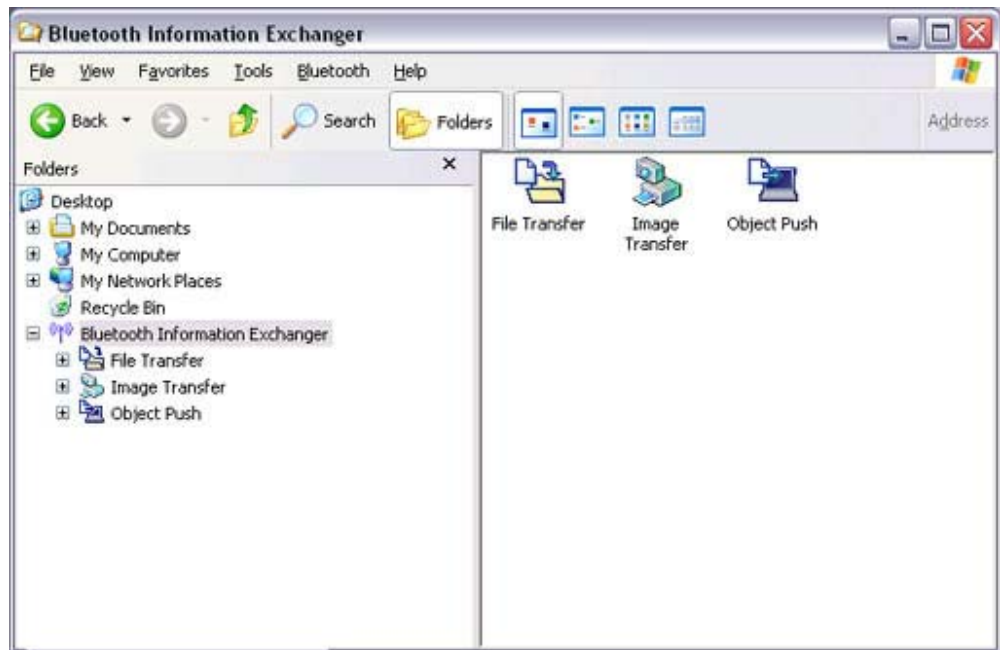 Bluetooth Information Exchanger
File View Favorites Tools Bluetooth Help
Back Search Folders Address
Folders
Desktop
My Documents
My Computer
My Network Places
Recycle Bin
Bluetooth Information Exchanger
File Transfer
Image Transfer
Object Push
File Transfer
Image
Transfer
Object Push